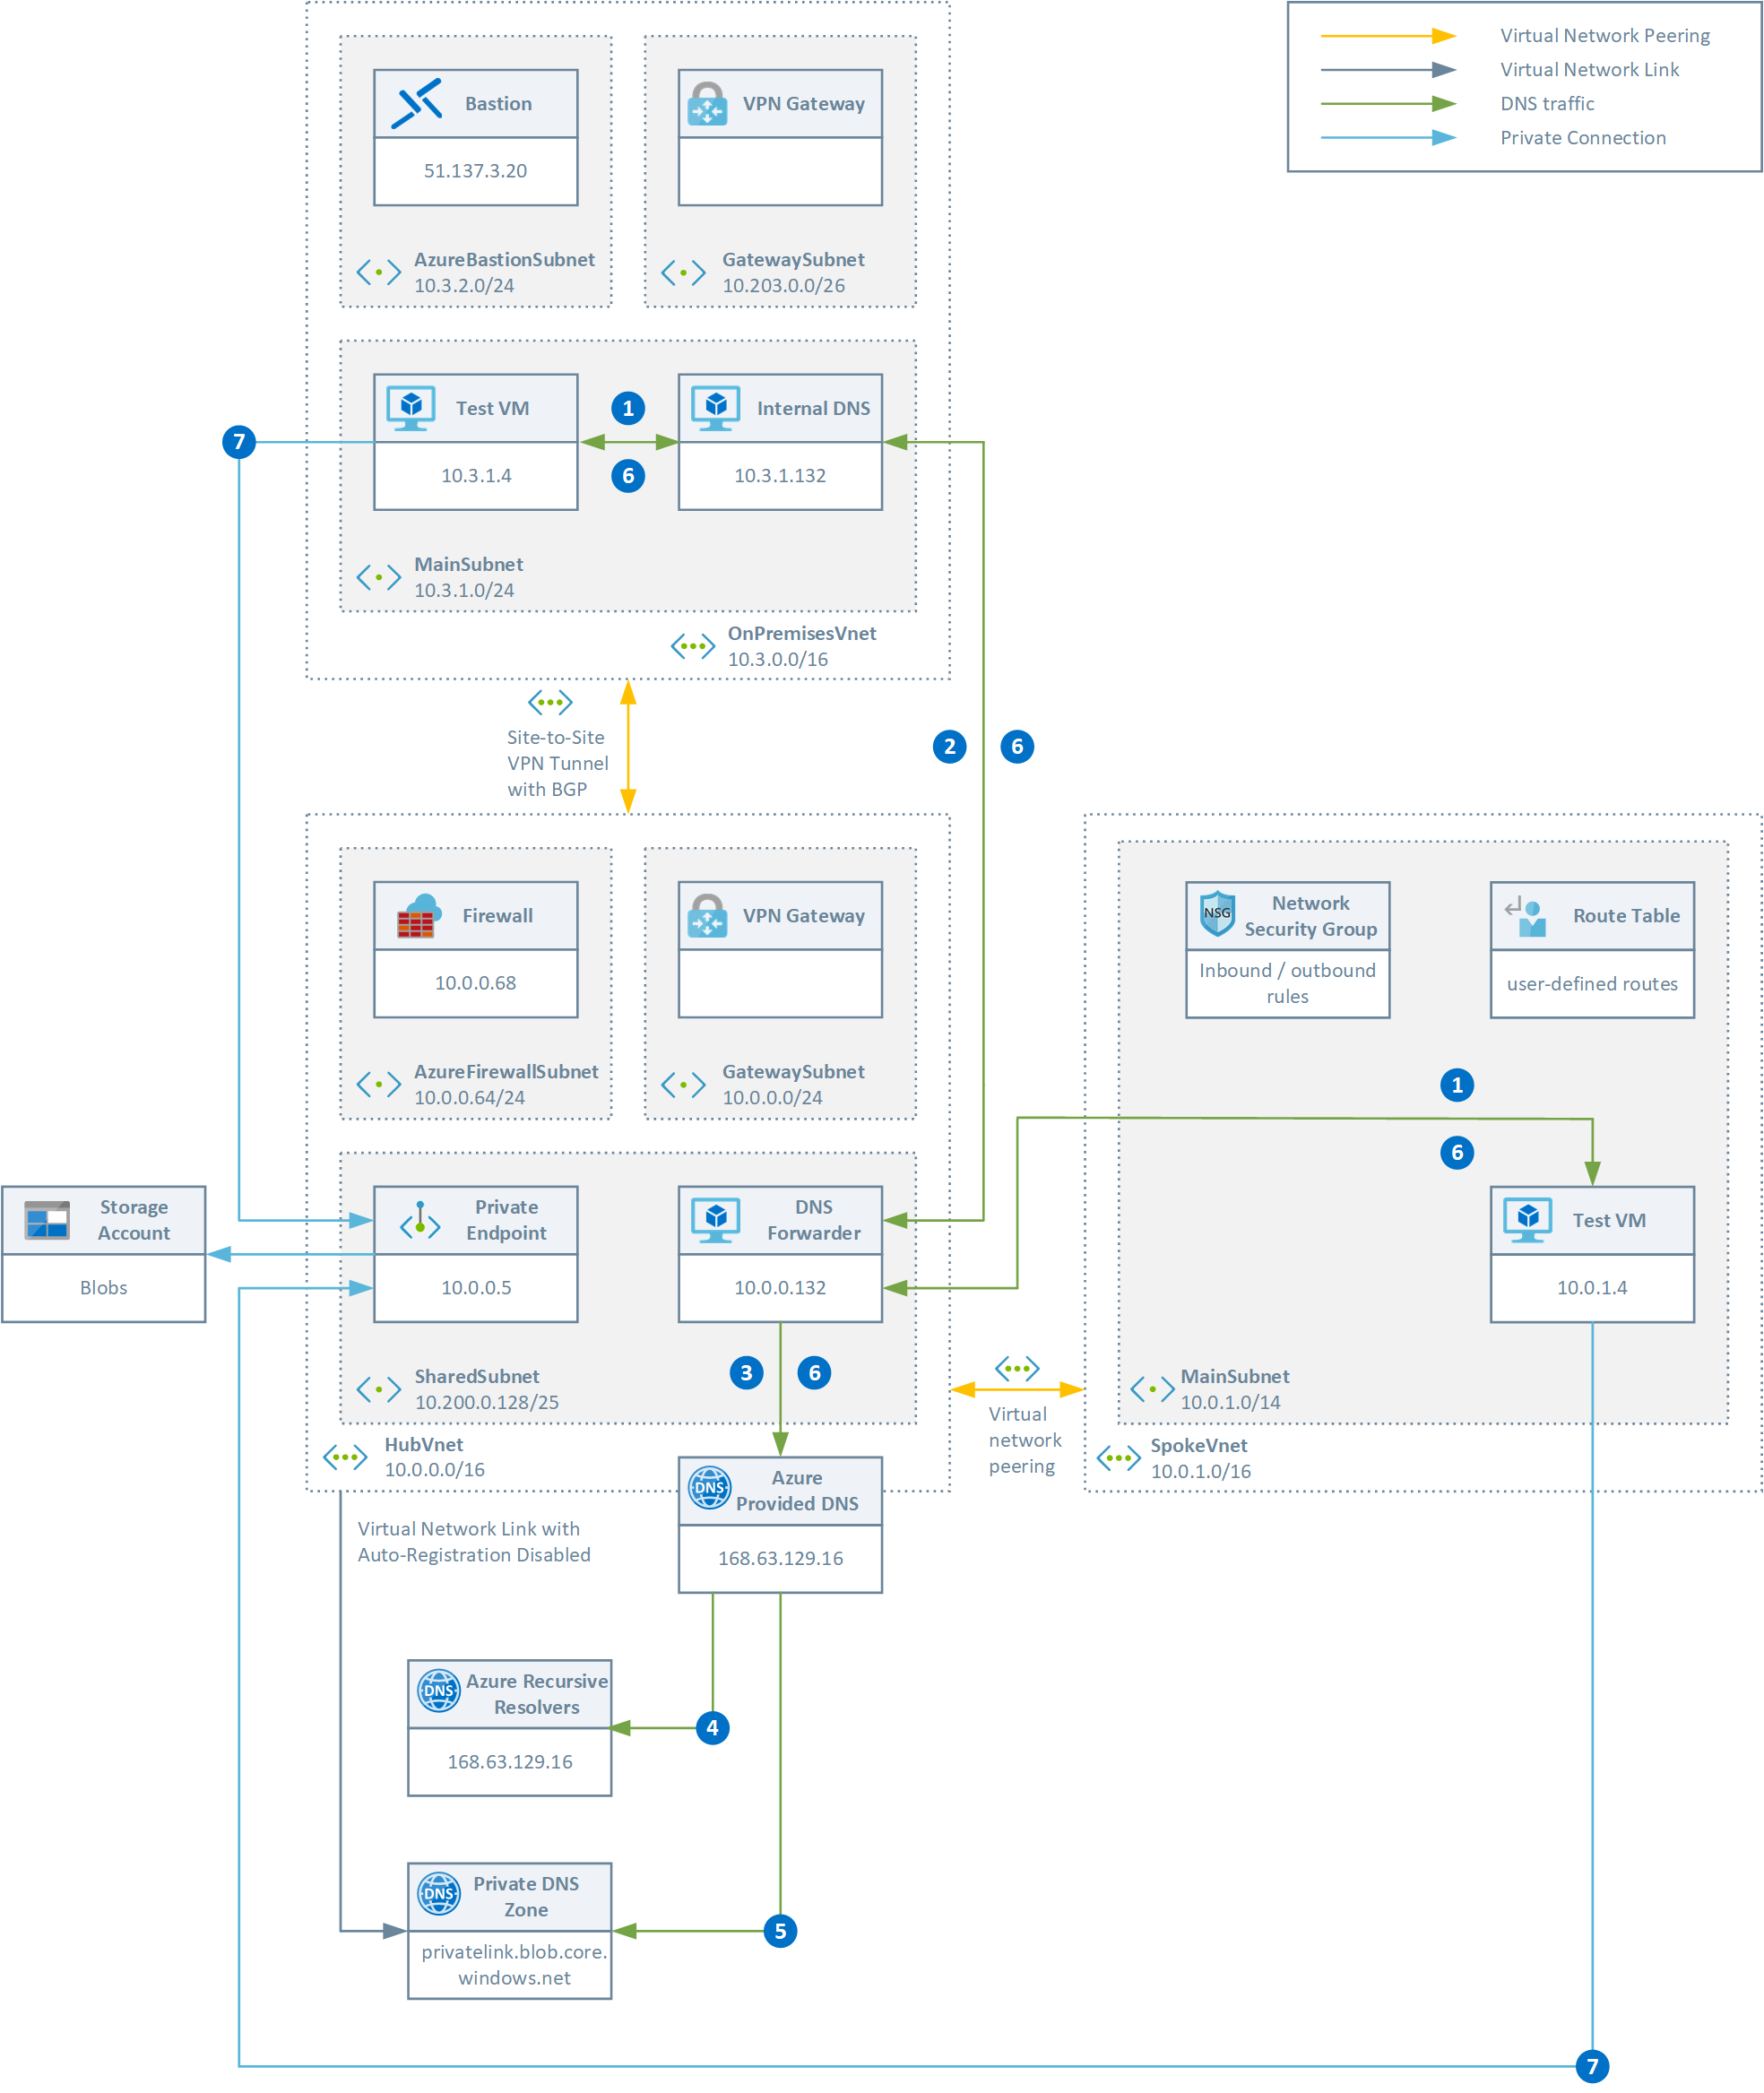 Virtual Network Peering
Virtual Network Link
DNS traffic
Private Connection
Bastion
51.137.3.20
AzureBastionSubnet
10.3.2.0/24
VPN Gateway
GatewaySubnet
10.203.0.0/26
Test VM
10.3.1.4
1
6
Internal DNS
10.3.1.132
7
MainSubnet
10.3.1.0/24
OnPremisesVnet
10.3.0.0/16
Site-to-Site
VPN Tunnel
with BGP
2
6
Firewall
10.0.0.68
AzureFirewallSubnet
10.0.0.64/24
VPN Gateway
GatewaySubnet
10.0.0.0/24
NSG
Network
Security Group
Inbound / outbound
rules
Route Table
user-defined routes
1
6
Storage
Account
Blobs
Private
Endpoint
10.0.0.5
DNS
Forwarder
10.0.0.132
Test VM
10.0.1.4
3
6
SharedSubnet
10.200.0.128/25
HubVnet
10.0.0.0/16
Virtual
network
peering
MainSubnet
10.0.1.0/14
SpokeVnet
10.0.1.0/16
DNS
Azure
Provided DNS
168.63.129.16
Virtual Network Link with
Auto-Registration Disabled
DNS
Azure Recursive
Resolvers
168.63.129.16
4
DNS
Private DNS
Zone
privatelink.blob.core.
windows.net
5
7